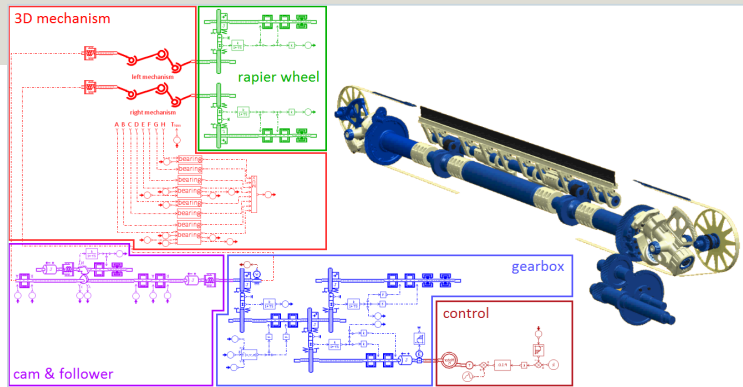 3D mechanism
rapier wheel
left mechanism
right mechanism
A B C D E F G H T
bearing
bearing
bearing
bearing
bearing
bearing
bearing
bearing
gearbox
control
cam & follower